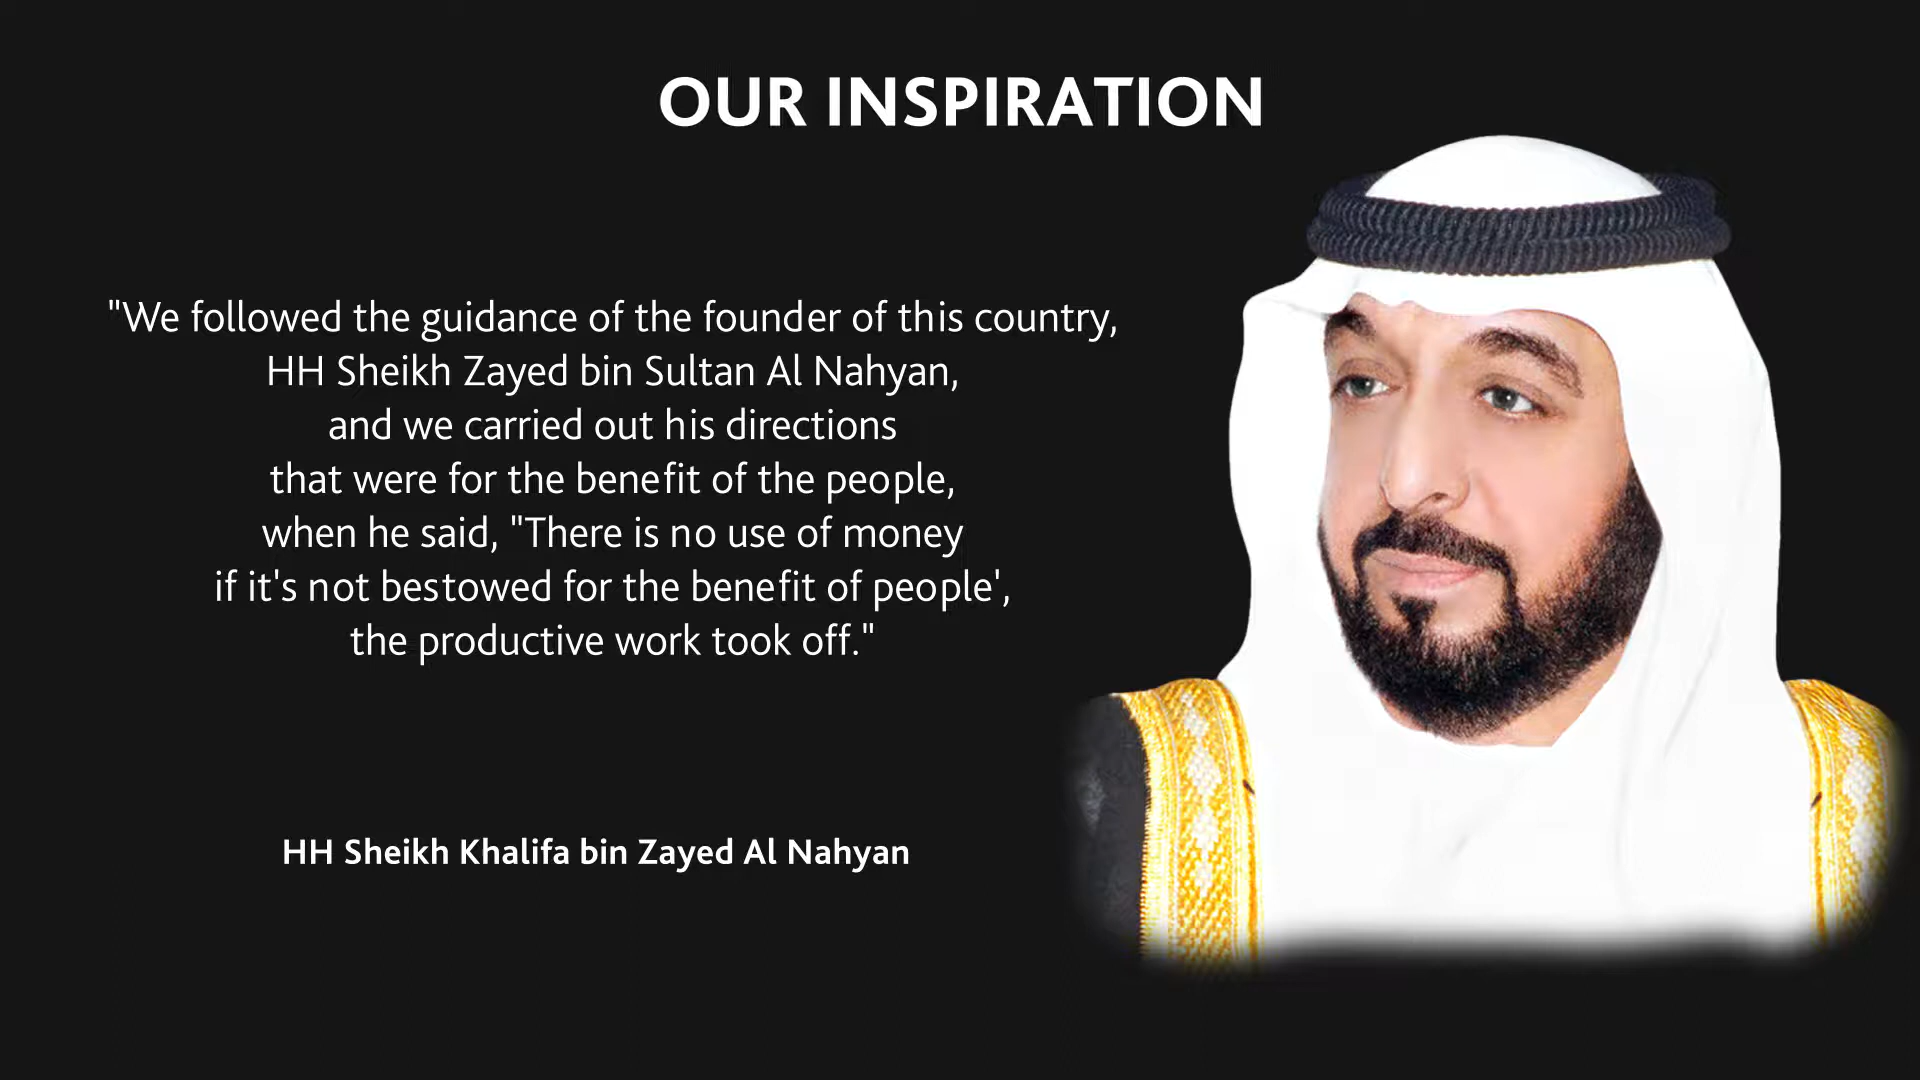 OUR INSPIRATION
"We followed the guidance of the founder of this country,
HH Sheikh Zayed bin Sultan Al Nahyan,
and we carried out his directions
that were for the benefit of the people,
when he said, "There is no use of money
if it's not bestowed for the benefit of people',
the productive work took off."
HH Sheikh Khalifa bin Zayed Al Nahyan